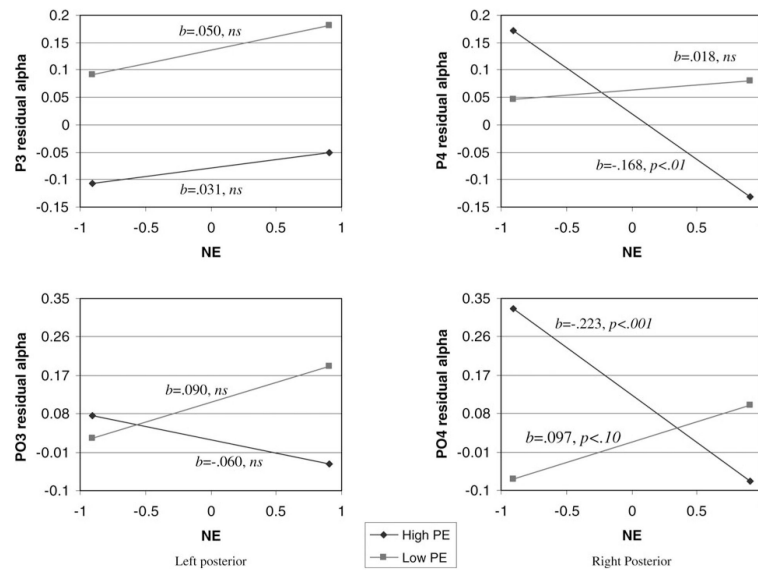 P3 residual alpha
0.2
0.15
0.1
0.05
0
-0.05
-0.1
-0.15
b=.050, ns
b=.031, ns
-1 -0.5 0 0.5 1
NE
P4 residual alpha
0.2
0.15
0.1
0.05
0
-0.05
-0.1
-0.15
b=.018, ns
b=-.168, p<.01
-1 -0.5 0 0.5
NE
PO3 residual alpha
0.35
0.26
0.17
0.08
-0.01
-0.1
b=.090, ns
b=-.060, ns
-1 -0.5 0 0.5 1
NE
Left posterior
PO4 residual alpha
0.35
0.26
0.17
0.08
-0.01
-0.1
b=-.223, p<.001
b=.097, p<.10
-1 -0.5 0 0.5
NE
Right Posterior
High PE
Low PE